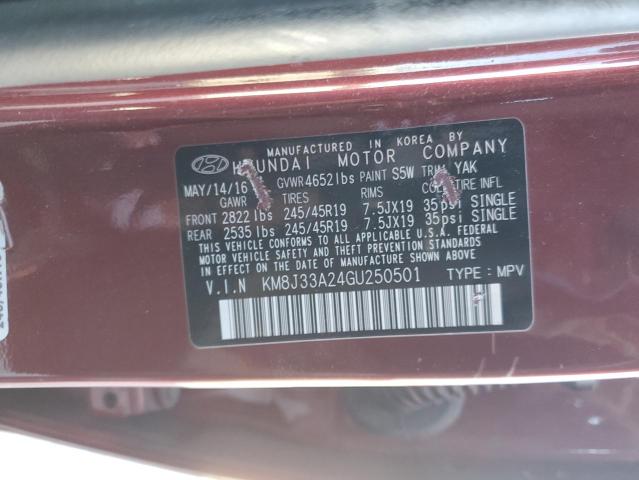 MANUFACTURED IN KOREA BY
HYUNDAI MOTOR COMPANY
MAY/14/16 GVWR 4652 lbs PAINT S5W TRIM YAK
GAWR TIRES RIMS COLD TIRE INFL
FRONT 2822 lbs 245/45R19 7.5JX19 35psi SINGLE
REAR 2535 lbs 245/45R19 7.5JX19 35psi SINGLE
THIS VEHICLE CONFORMS TO ALL APPLICABLE U.S.A. FEDERAL
MOTOR VEHICLE SAFETY AND THEFT PREVENTION STANDARDS
IN EFFECT ON THE DATE OF MANUFACTURE SHOWN ABOVE.
V.I.N KM8J33A24GU250501 TYPE: MPV